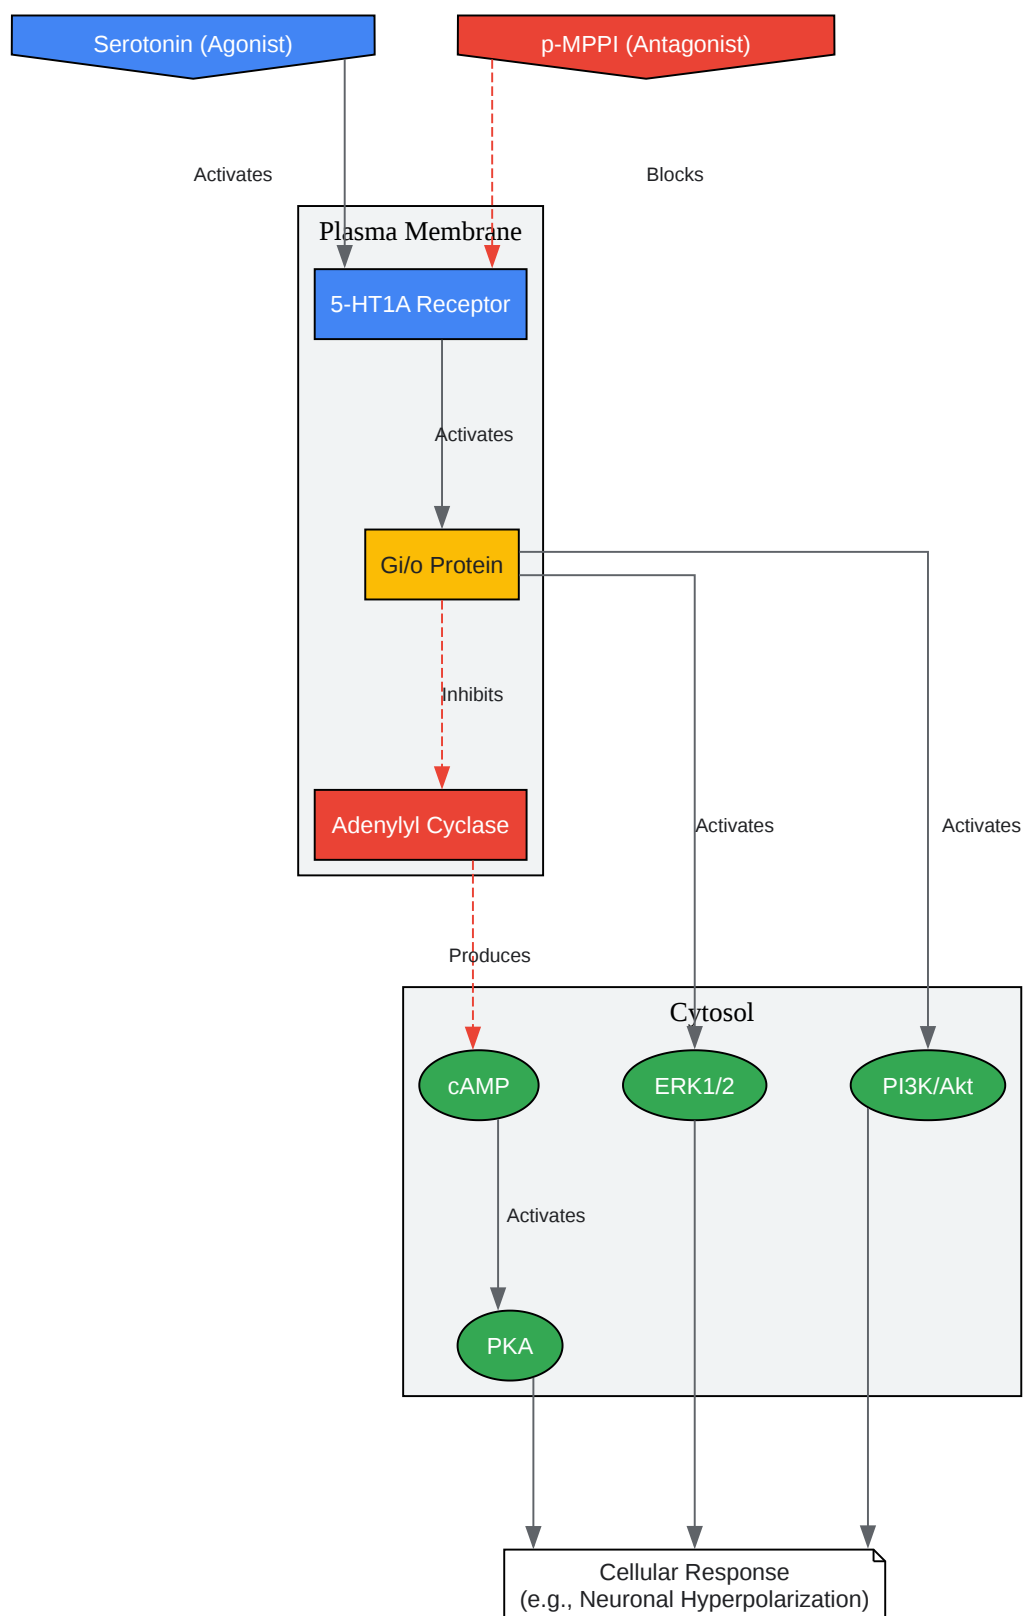 Serotonin (Agonist)
p-MPPI (Antagonist)
Activates
Blocks
Plasma Membrane
5-HT1A Receptor
Activates
Gi/o Protein
Inhibits
Adenylyl Cyclase
Activates
Activates
Produces
Cytosol
cAMP
ERK1/2
PI3K/Akt
Activates
PKA
Cellular Response
(e.g., Neuronal Hyperpolarization)